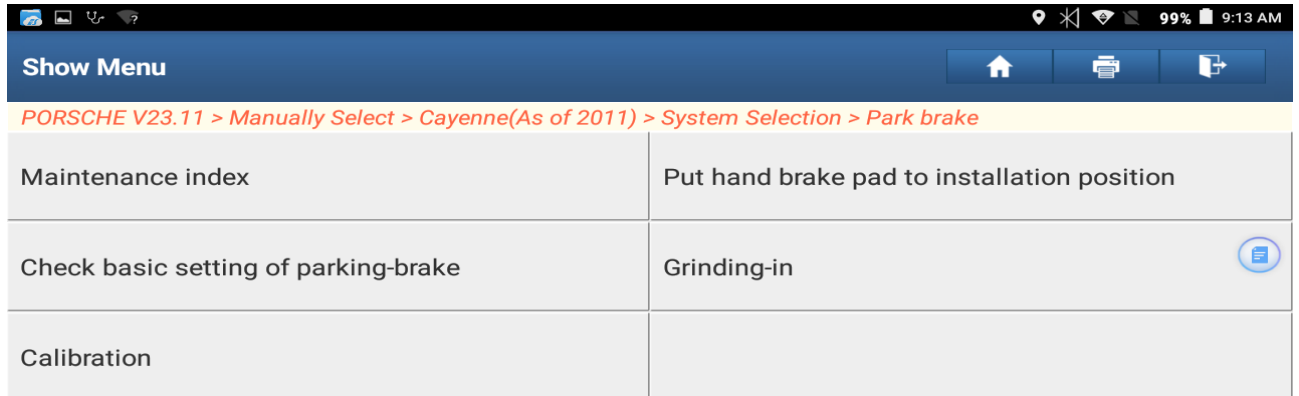 99% 9:13 AM
Show Menu
PORSCHE V23.11 > Manually Select > Cayenne(As of 2011) > System Selection > Park brake
Maintenance index
Put hand brake pad to installation position
Check basic setting of parking-brake
Grinding-in
Calibration